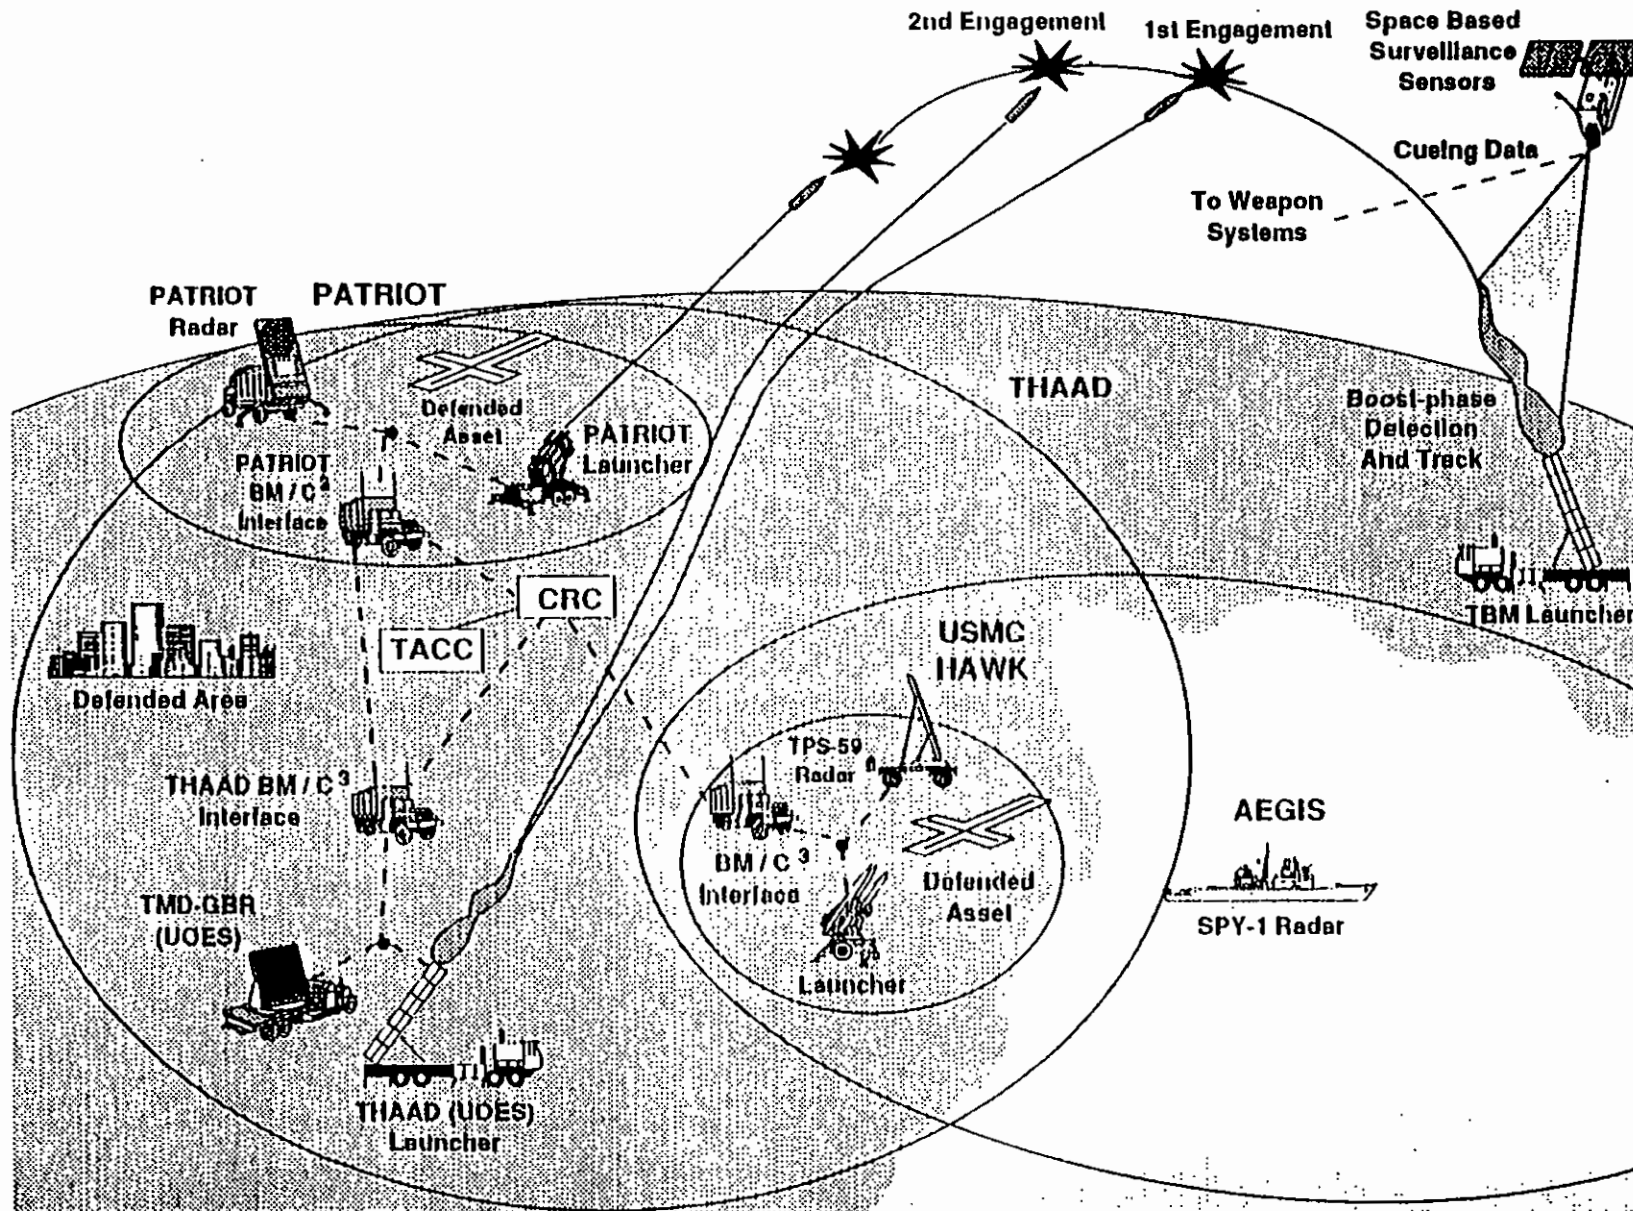 2nd Engagement
1st Engagement
Space Based
Surveillance
Sensors
Cueing Data
To Weapon
Systems
PATRIOT
Radar
PATRIOT
Defended
Asset
PATRIOT
Launcher
PATRIOT
BM / C³
Interface
THAAD
Boost-phase
Detection
And Track
TBM Launcher
CRC
TACC
Defended Area
USMC
HAWK
TPS-59
Radar
THAAD BM / C³
Interface
BM / C³
Interface
Defended
Asset
Launcher
AEGIS
SPY-1 Radar
TMD-GBR
(UOES)
THAAD (UOES)
Launcher